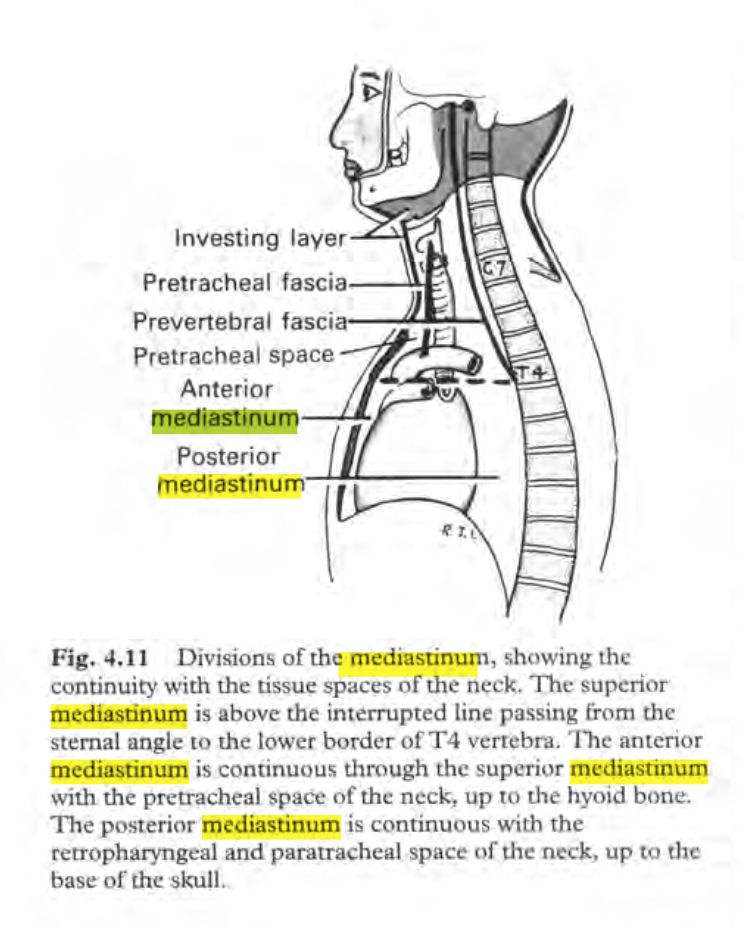 Investing layer
Pretracheal fascia
C7
Prevertebral fascia
Pretracheal space
T4
Anterior
mediastinum
Posterior
mediastinum
Fig. 4.11 Divisions of the mediastinum, showing the
continuity with the tissue spaces of the neck. The superior
mediastinum is above the interrupted line passing from the
sternal angle to the lower border of T4 vertebra. The anterior
mediastinum is continuous through the superior mediastinum
with the pretracheal space of the neck, up to the hyoid bone.
The posterior mediastinum is continuous with the
retropharyngeal and paratracheal space of the neck, up to the
base of the skull.